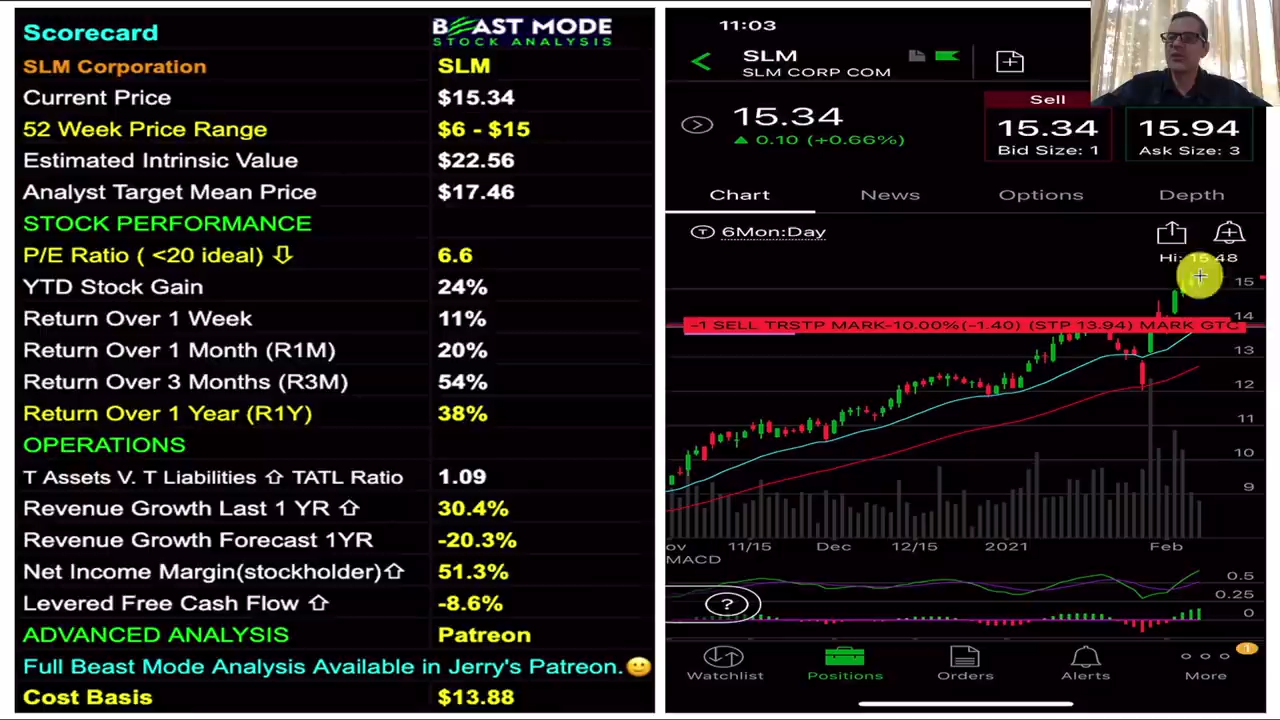 Scorecard
BEAST MODE
STOCK ANALYSIS
SLM Corporation SLM
Current Price $15.34
52 Week Price Range $6 - $15
Estimated Intrinsic Value $22.56
Analyst Target Mean Price $17.46
STOCK PERFORMANCE
P/E Ratio ( <20 ideal) ⇩ 6.6
YTD Stock Gain 24%
Return Over 1 Week 11%
Return Over 1 Month (R1M) 20%
Return Over 3 Months (R3M) 54%
Return Over 1 Year (R1Y) 38%
OPERATIONS
T Assets V. T Liabilities ⇧ TATL Ratio 1.09
Revenue Growth Last 1 YR ⇧ 30.4%
Revenue Growth Forecast 1YR -20.3%
Net Income Margin(stockholder)⇧ 51.3%
Levered Free Cash Flow ⇧ -8.6%
ADVANCED ANALYSIS Patreon
Full Beast Mode Analysis Available in Jerry's Patreon.🙂
Cost Basis $13.88
11:03
SLM
SLM CORP COM
15.34
0.10 (+0.66%)
Sell
15.34
Bid Size: 1
15.94
Ask Size: 3
Chart News Options Depth
T 6Mon:Day
Hi: 15.48
15
14
-1 SELL TRSTP MARK-10.00%(-1.40) (STP 13.94) MARK GTC
13
12
11
10
9
ov 11/15 Dec 12/15 2021 Feb
MACD
0.5
0.25
0
?
1
Watchlist Positions Orders Alerts More